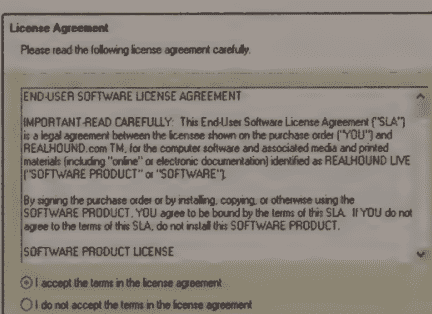 License Agreement
Please read the following license agreement carefully.
END-USER SOFTWARE LICENSE AGREEMENT
IMPORTANT-READ CAREFULLY: This End-User Software License Agreement ("SLA")
is a legal agreement between the licensee shown on the purchase order ("YOU") and
REALHOUND.com TM, for the computer software and associated media and printed
materials (including "online" or electronic documentation) identified as REALHOUND LIVE
("SOFTWARE PRODUCT" or "SOFTWARE").
By signing the purchase order or by installing, copying, or otherwise using the
SOFTWARE PRODUCT, YOU agree to be bound by the terms of this SLA. If YOU do not
agree to the terms of this SLA, do not install this SOFTWARE PRODUCT.
SOFTWARE PRODUCT LICENSE
I accept the terms in the license agreement
I do not accept the terms in the license agreement